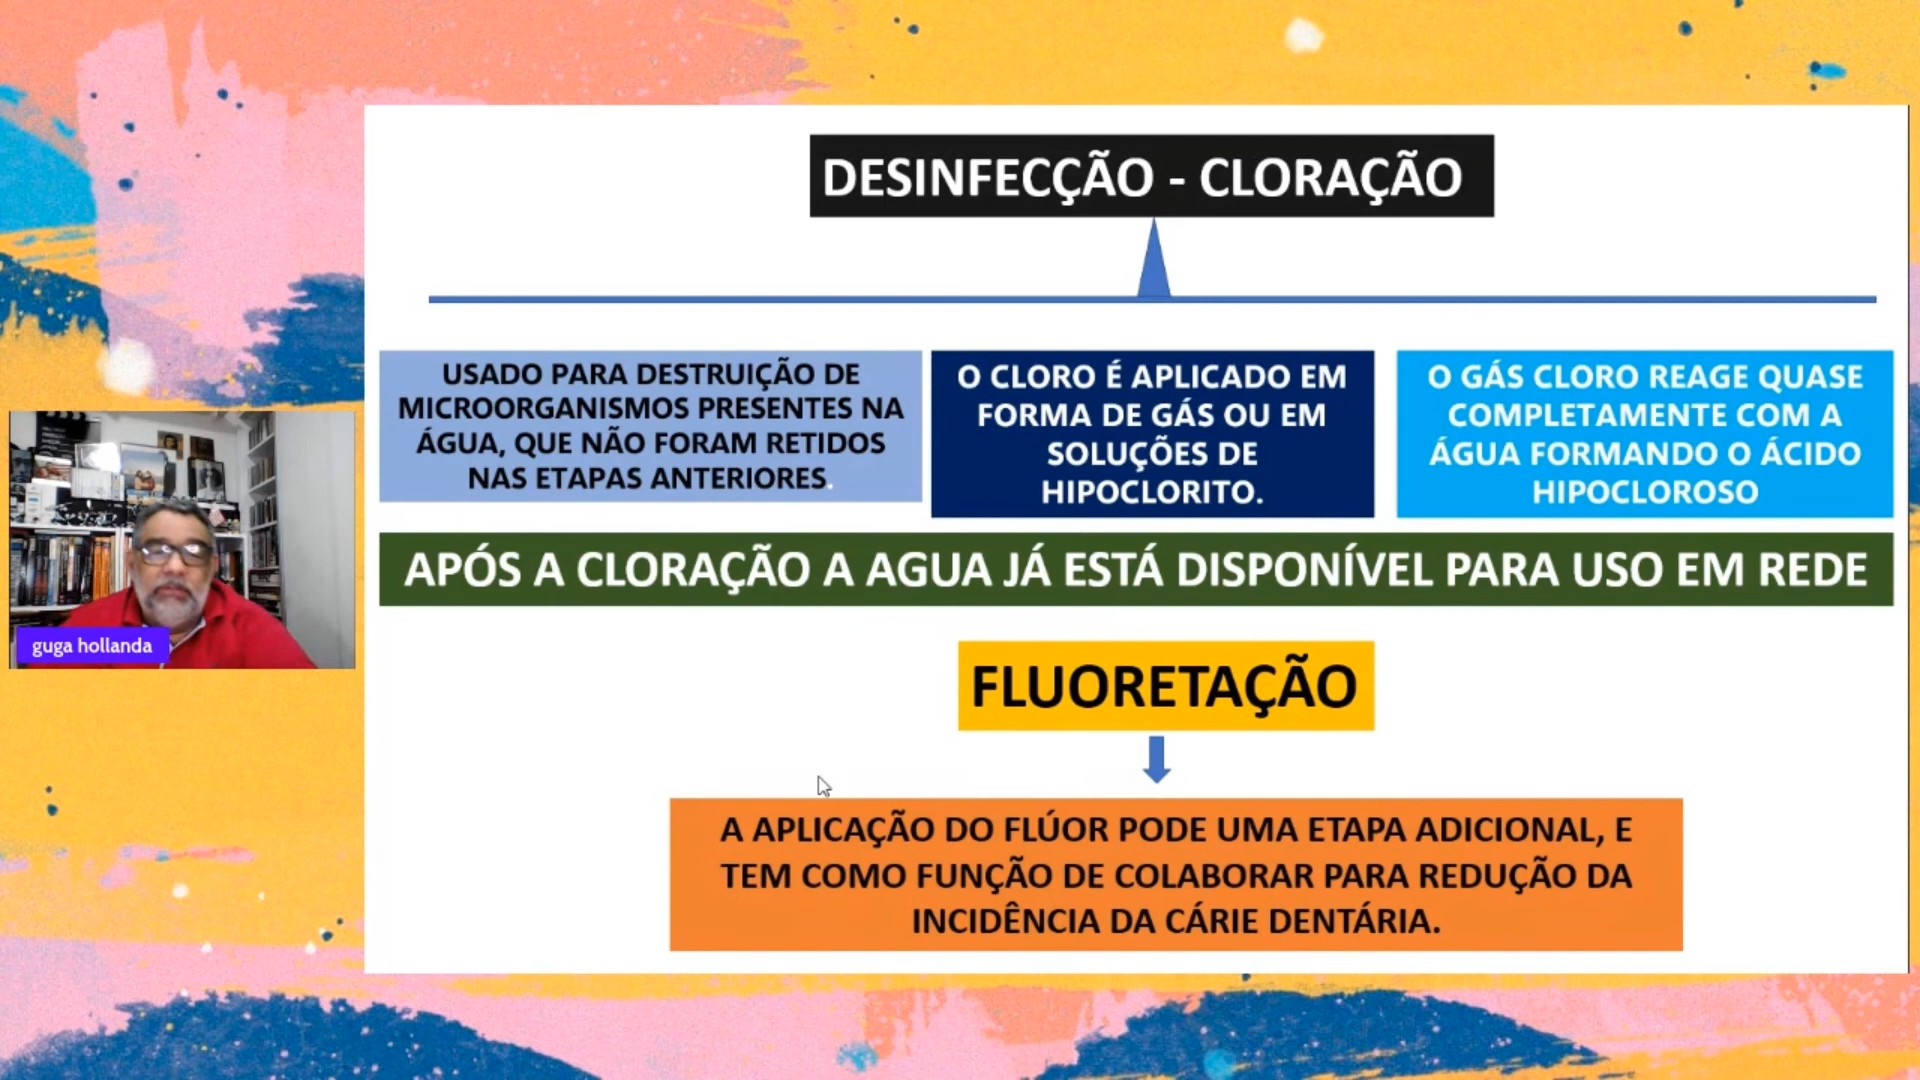 DESINFECÇÃO - CLORAÇÃO
USADO PARA DESTRUIÇÃO DE
MICROORGANISMOS PRESENTES NA
ÁGUA, QUE NÃO FORAM RETIDOS
NAS ETAPAS ANTERIORES.
O CLORO É APLICADO EM
FORMA DE GÁS OU EM
SOLUÇÕES DE
HIPOCLORITO.
O GÁS CLORO REAGE QUASE
COMPLETAMENTE COM A
ÁGUA FORMANDO O ÁCIDO
HIPOCLOROSO
APÓS A CLORAÇÃO A AGUA JÁ ESTÁ DISPONÍVEL PARA USO EM REDE
guga hollanda
FLUORETAÇÃO
A APLICAÇÃO DO FLÚOR PODE UMA ETAPA ADICIONAL, E
TEM COMO FUNÇÃO DE COLABORAR PARA REDUÇÃO DA
INCIDÊNCIA DA CÁRIE DENTÁRIA.